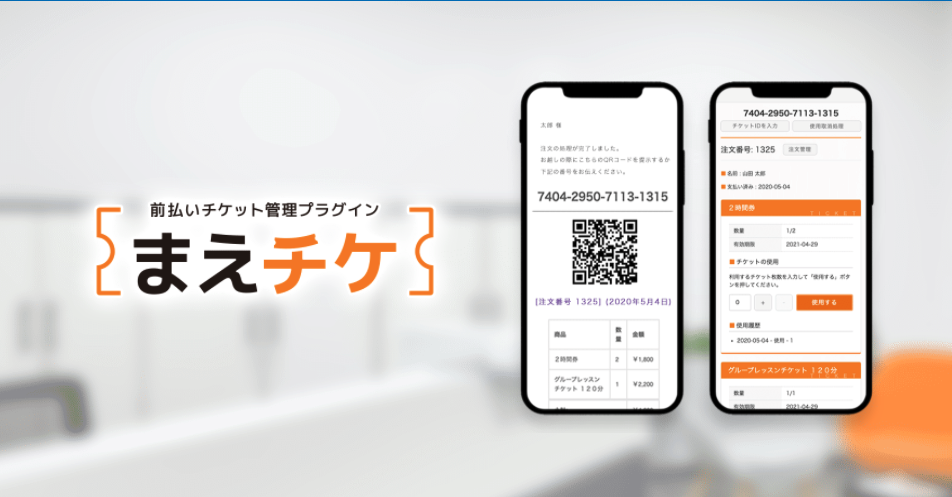 前払いチケット管理プラグイン
まえチケ
太郎 様
注文の処理が完了しました。
お越しの際にこちらのQRコードを提示するか
下記の番号をお伝えください。
7404-2950-7113-1315
[注文番号 1325] (2020年5月4日)
商品 数量 金額
2時間券 2 ¥1,800
グループレッスンチケット 120分 1 ¥2,200
7404-2950-7113-1315
チケットIDを入力 使用取消処理
注文番号: 1325 注文管理
名前 : 山田 太郎
支払い済み : 2020-05-04
2時間券
TICKET
数量 1/2
有効期限 2021-04-29
チケットの使用
利用するチケット枚数を入力して「使用する」ボタ
ンを押してください。
0 + - 使用する
使用履歴
• 2020-05-04 - 使用 - 1
グループレッスンチケット 120分
TICKET
数量 1/1
有効期限 2021-04-29